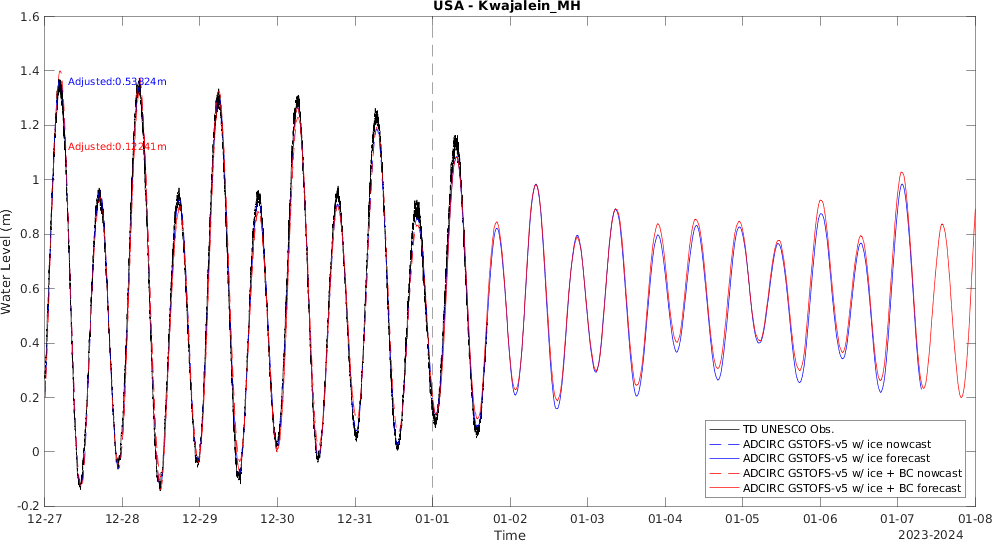 USA - Kwajalein_MH
1.6
1.4
1.2
1
0.8
0.6
0.4
0.2
0
-0.2
Water Level (m)
Adjusted:0.53824m
Adjusted:0.12241m
TD UNESCO Obs.
ADCIRC GSTOFS-v5 w/ ice nowcast
ADCIRC GSTOFS-v5 w/ ice forecast
ADCIRC GSTOFS-v5 w/ ice + BC nowcast
ADCIRC GSTOFS-v5 w/ ice + BC forecast
12-27 12-28 12-29 12-30 12-31 01-01 01-02 01-03 01-04 01-05 01-06 01-07 01-08
Time
2023-2024